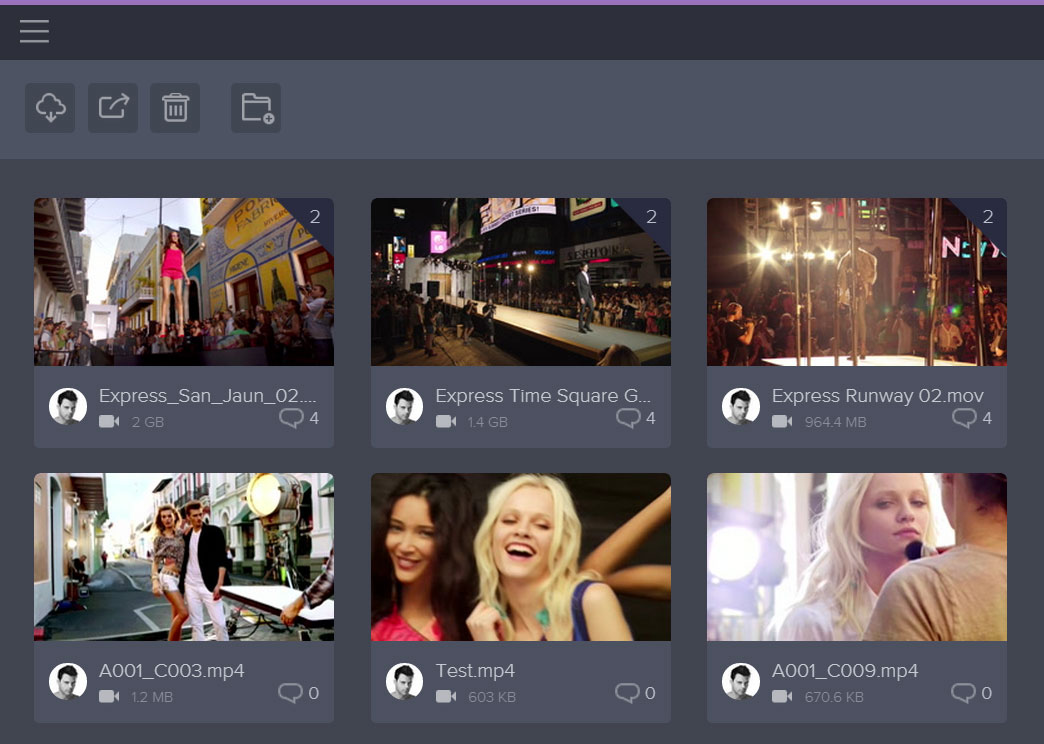 2
2
2
Express_San_Jaun_02....
2 GB
4
Express Time Square G...
1.4 GB
4
Express Runway 02.mov
964.4 MB
4
A001_C003.mp4
1.2 MB
0
Test.mp4
603 KB
0
A001_C009.mp4
670.6 KB
0